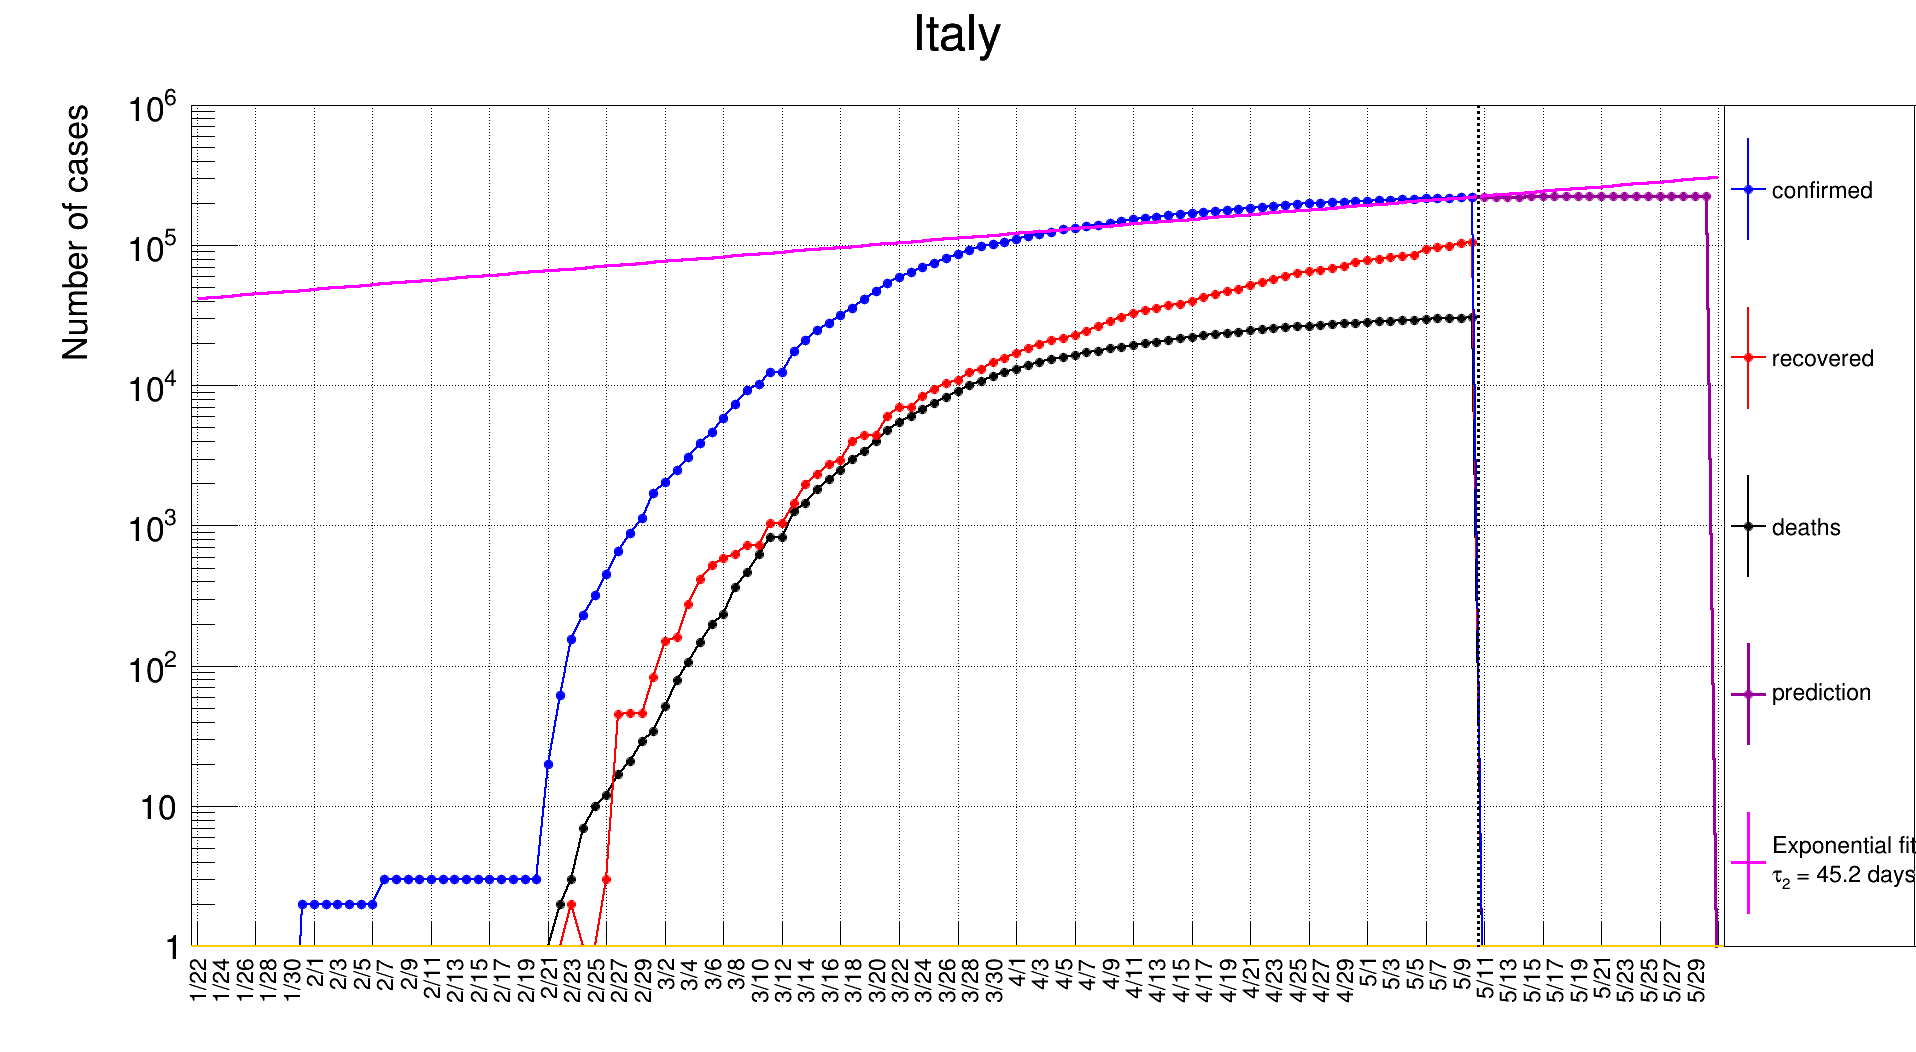 Italy
Number of cases
10^6
10^5
10^4
10^3
10^2
10
1
1/22 1/24 1/26 1/28 1/30 2/1 2/3 2/5 2/7 2/9 2/11 2/13 2/15 2/17 2/19 2/21 2/23 2/25 2/27 2/29 3/2 3/4 3/6 3/8 3/10 3/12 3/14 3/16 3/18 3/20 3/22 3/24 3/26 3/28 3/30 4/1 4/3 4/5 4/7 4/9 4/11 4/13 4/15 4/17 4/19 4/21 4/23 4/25 4/27 4/29 5/1 5/3 5/5 5/7 5/9 5/11 5/13 5/15 5/17 5/19 5/21 5/23 5/25 5/27 5/29
confirmed
recovered
deaths
prediction
Exponential fit
τ2 = 45.2 days